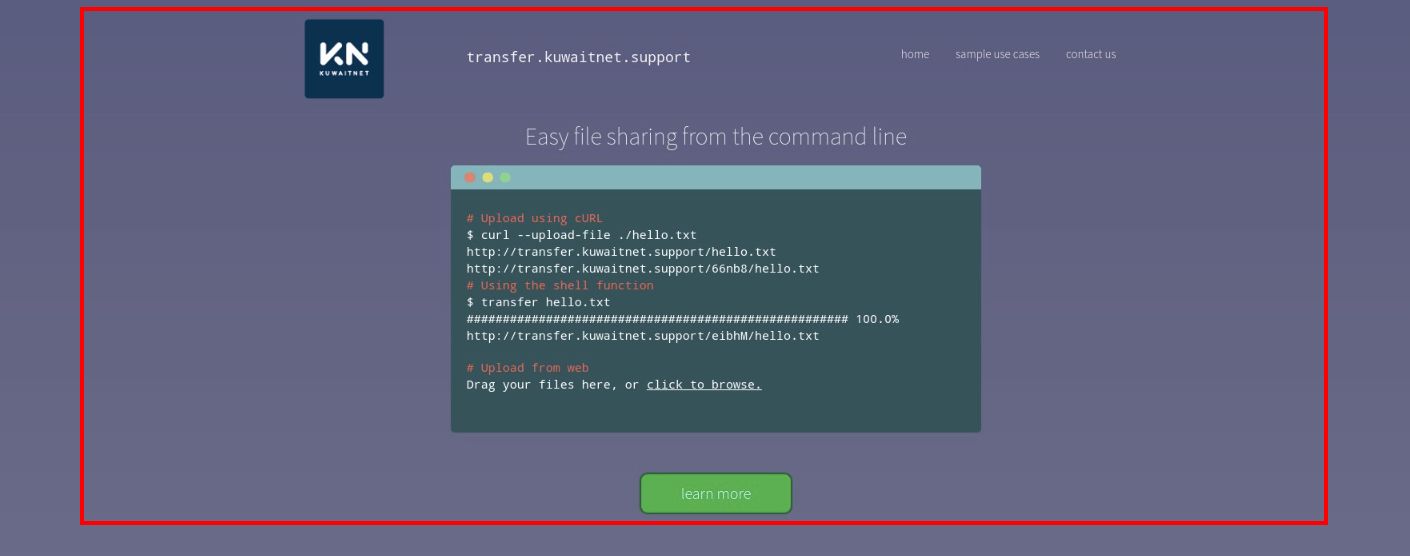 KN
KUWAITNET
transfer.kuwaitnet.support
home sample use cases contact us
Easy file sharing from the command line
# Upload using cURL
$ curl --upload-file ./hello.txt
http://transfer.kuwaitnet.support/hello.txt
http://transfer.kuwaitnet.support/66nb8/hello.txt
# Using the shell function
$ transfer hello.txt
##################################################### 100.0%
http://transfer.kuwaitnet.support/eibhM/hello.txt
# Upload from web
Drag your files here, or click to browse.
learn more